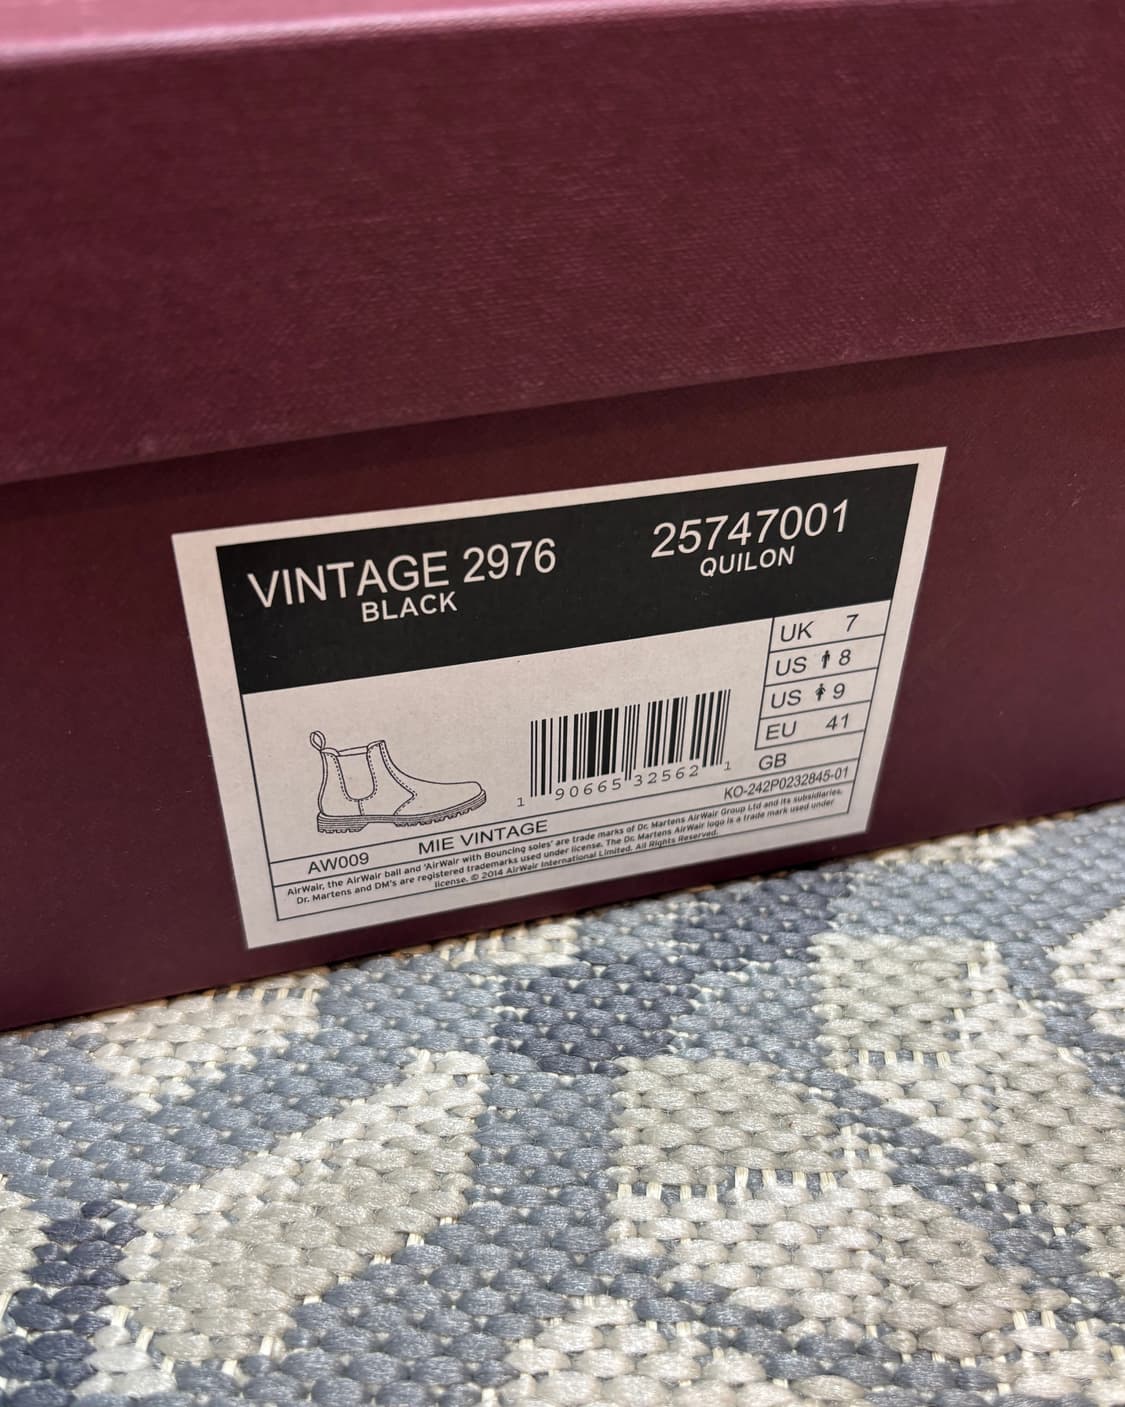 VINTAGE 2976
BLACK
25747001
QUILON
UK 7
US 8
US 9
EU 41
GB
1 90665 32562 1
KO-242P0232845-01
AW009 MIE VINTAGE
AirWair, the AirWair ball and 'AirWair with Bouncing soles' are trade marks of Dr. Martens AirWair Group Ltd and its subsidiaries.
Dr. Martens and DM's are registered trademarks used under license. The Dr. Martens AirWair logo is a trade mark used under
license. © 2014 AirWair International Limited. All Rights Reserved.